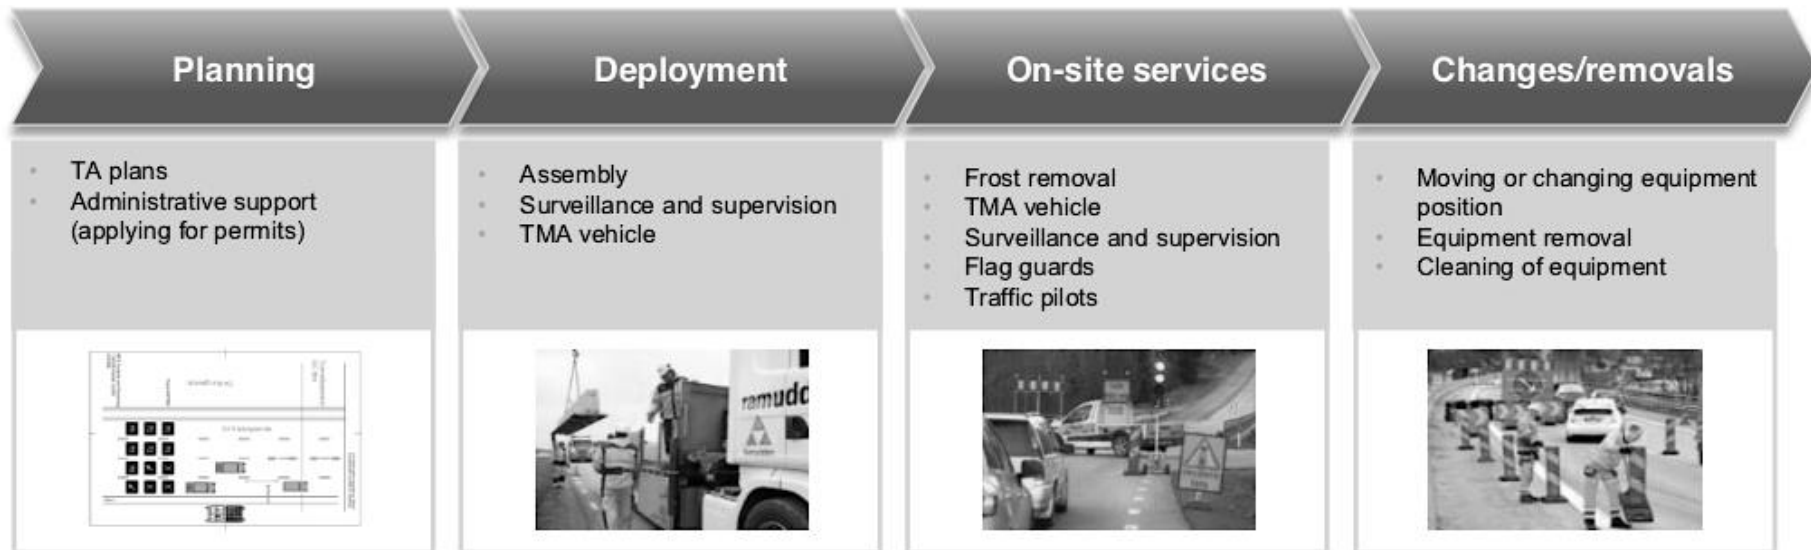 Planning
Deployment
On-site services
Changes/removals
TA plans
Administrative support
(applying for permits)
Assembly
Surveillance and supervision
TMA vehicle
Frost removal
TMA vehicle
Surveillance and supervision
Flag guards
Traffic pilots
Moving or changing equipment
position
Equipment removal
Cleaning of equipment
ramudd